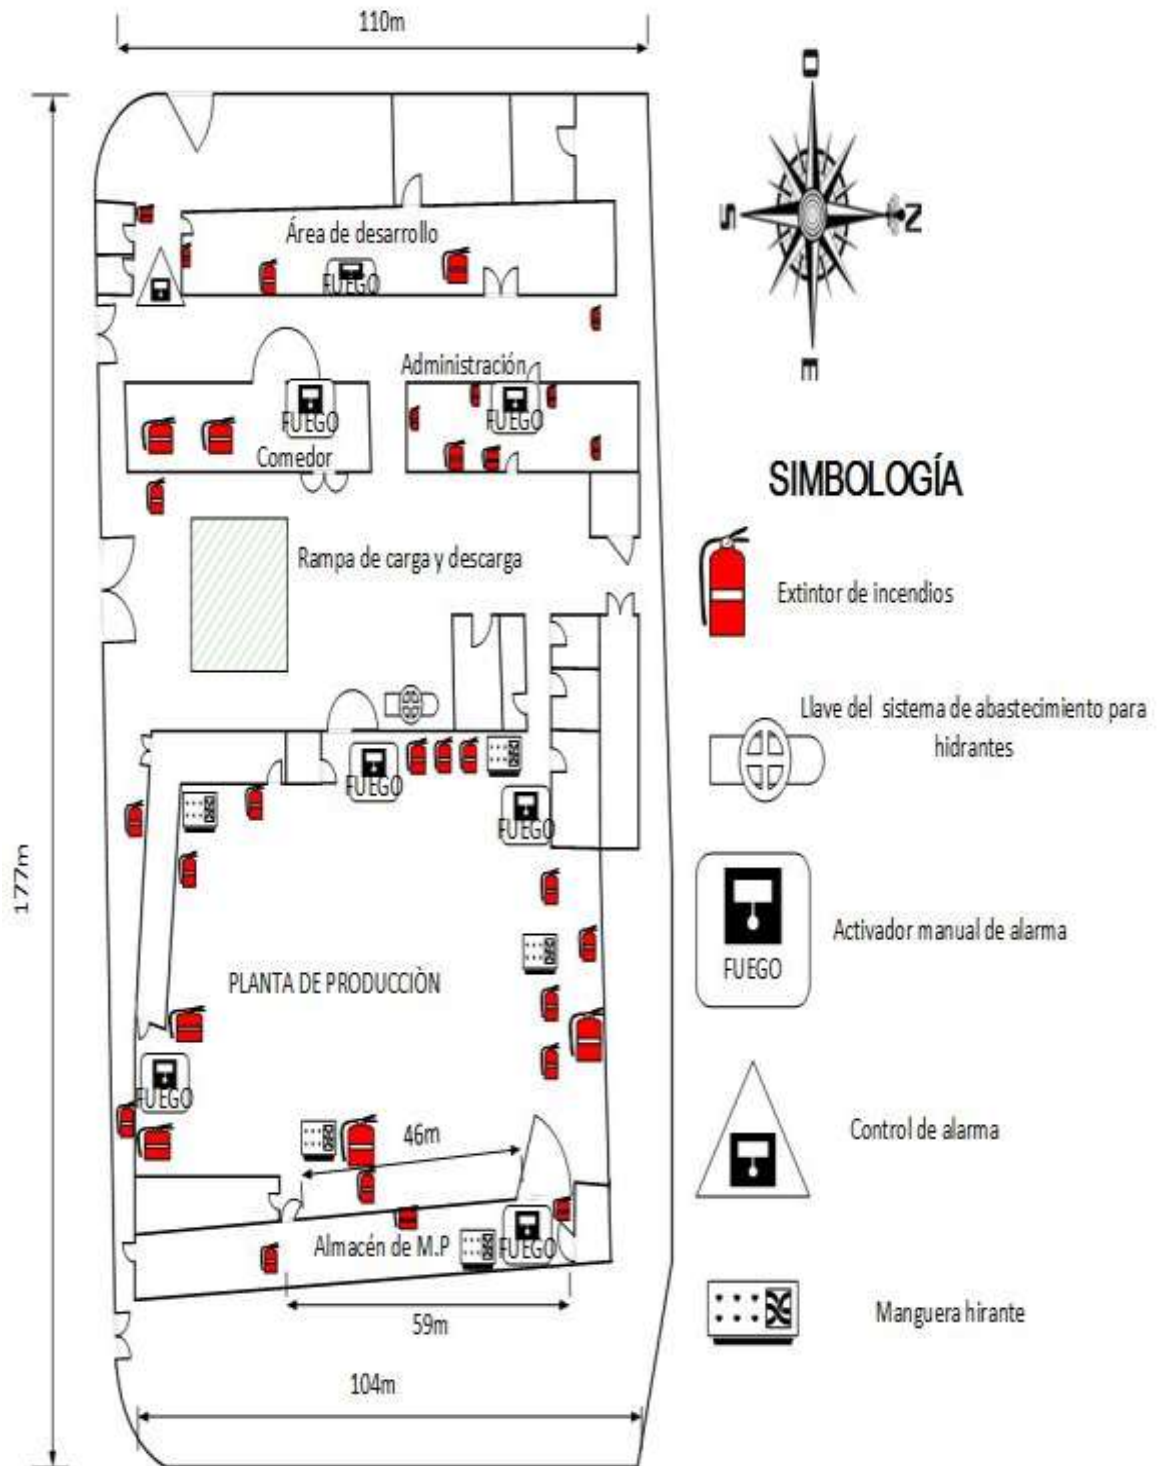 110m
O
S
N
E
Área de desarrollo
FUEGO
Administración
FUEGO
FUEGO
Comedor
SIMBOLOGÍA
Rampa de carga y descarga
Extintor de incendios
Llave del sistema de abastecimiento para
hidrantes
FUEGO
FUEGO
177m
Activador manual de alarma
FUEGO
PLANTA DE PRODUCCIÒN
FUEGO
46m
Control de alarma
Almacén de M.P
FUEGO
59m
Manguera hirante
104m